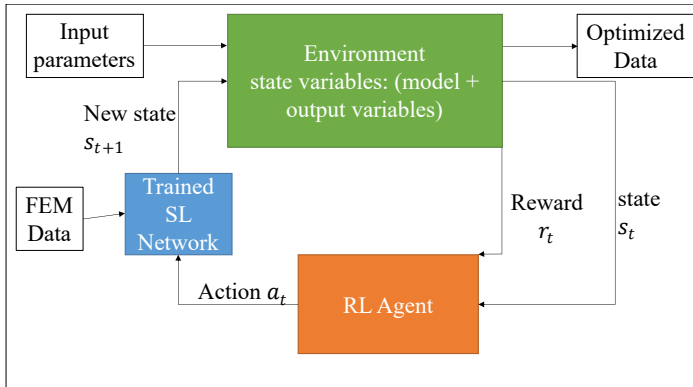 Input
parameters
Environment
state variables: (model +
output variables)
Optimized
Data
New state
s_{t+1}
FEM
Data
Trained
SL
Network
Reward
r_t
state
s_t
Action a_t
RL Agent